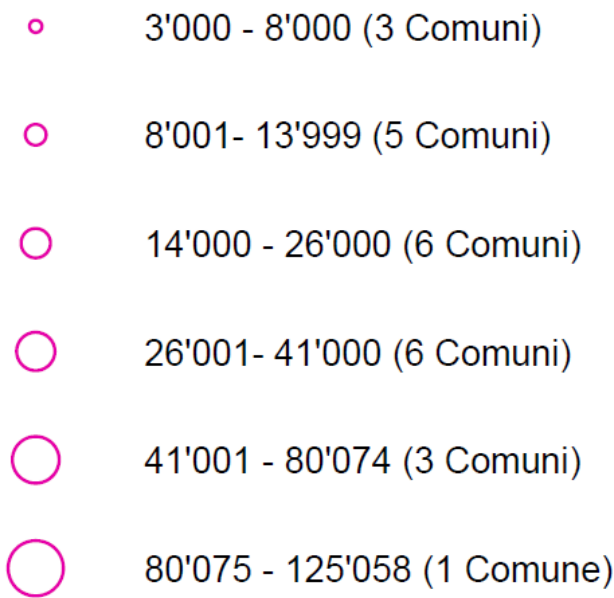 3'000 - 8'000 (3 Comuni)
8'001- 13'999 (5 Comuni)
14'000 - 26'000 (6 Comuni)
26'001- 41'000 (6 Comuni)
41'001 - 80'074 (3 Comuni)
80'075 - 125'058 (1 Comune)